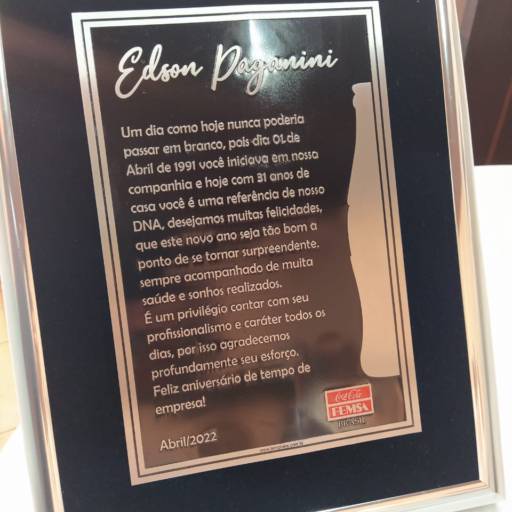 Edson Paganini
Um dia como hoje nunca poderia
passar em branco, pois dia 01 de
Abril de 1991 você iniciava em nossa
companhia e hoje com 31 anos de
casa você é uma referência de nosso
DNA, desejamos muitas felicidades,
que este novo ano seja tão bom a
ponto de se tornar surpreendente.
sempre acompanhado de muita
saúde e sonhos realizados.
É um privilégio contar com seu
profissionalismo e caráter todos os
dias, por isso agradecemos
profundamente seu esforço.
Feliz aniversário de tempo de
empresa!
Coca-Cola
FEMSA
BRASIL
Abril/2022